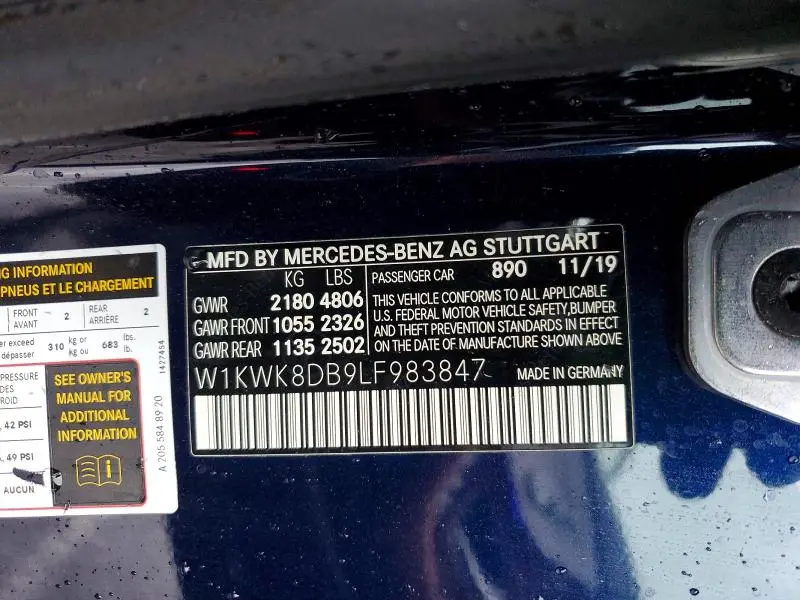 NG INFORMATION
PNEUS ET LE CHARGEMENT
FRONT
AVANT
2
REAR
ARRIÈRE
2
er exceed
dépasser
310
kg or
kg ou
683
lbs.
lb.
PRESSURE
DES
ROID
, 42 PSI
, 49 PSI
AUCUN
SEE OWNER'S
MANUAL FOR
ADDITIONAL
INFORMATION
i
1427454
A 205 584 89 20
MFD BY MERCEDES-BENZ AG STUTTGART
KG LBS
GVWR 2180 4806
GAWR FRONT 1055 2326
GAWR REAR 1135 2502
PASSENGER CAR 890 11/19
THIS VEHICLE CONFORMS TO ALL APPLICABLE
U.S. FEDERAL MOTOR VEHICLE SAFETY,BUMPER
AND THEFT PREVENTION STANDARDS IN EFFECT
ON THE DATE OF MANUFACTURE SHOWN ABOVE
W1KWK8DB9LF983847
MADE IN GERMANY